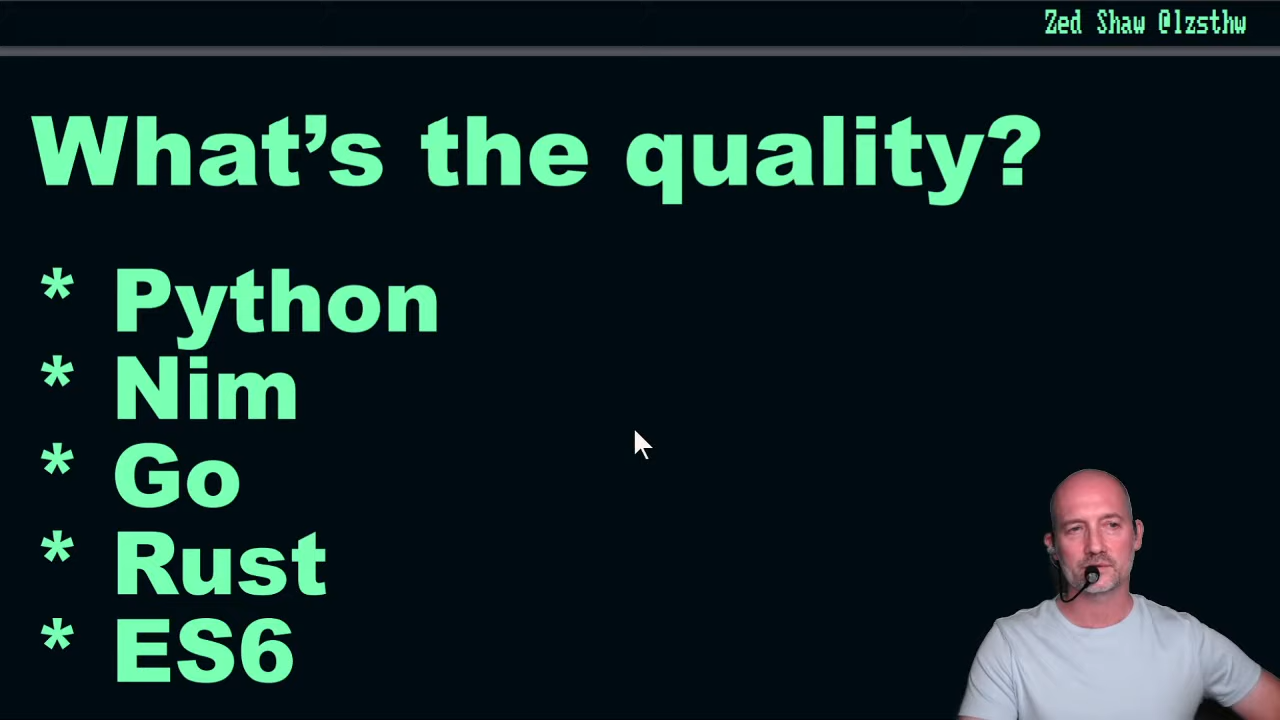 Zed Shaw @lzsthw
What’s the quality?
* Python
* Nim
* Go
* Rust
* ES6